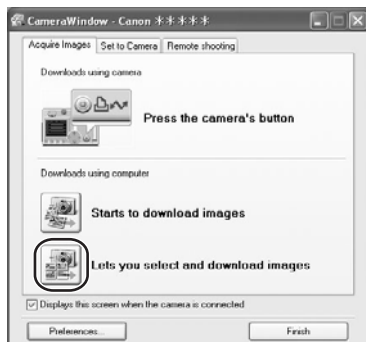 CameraWindow - Canon ＊＊＊＊＊
Acquire Images Set to Camera Remote shooting
Downloads using camera
Press the camera's button
Downloads using computer
Starts to download images
Lets you select and download images
Displays this screen when the camera is connected
Preferences... Finish